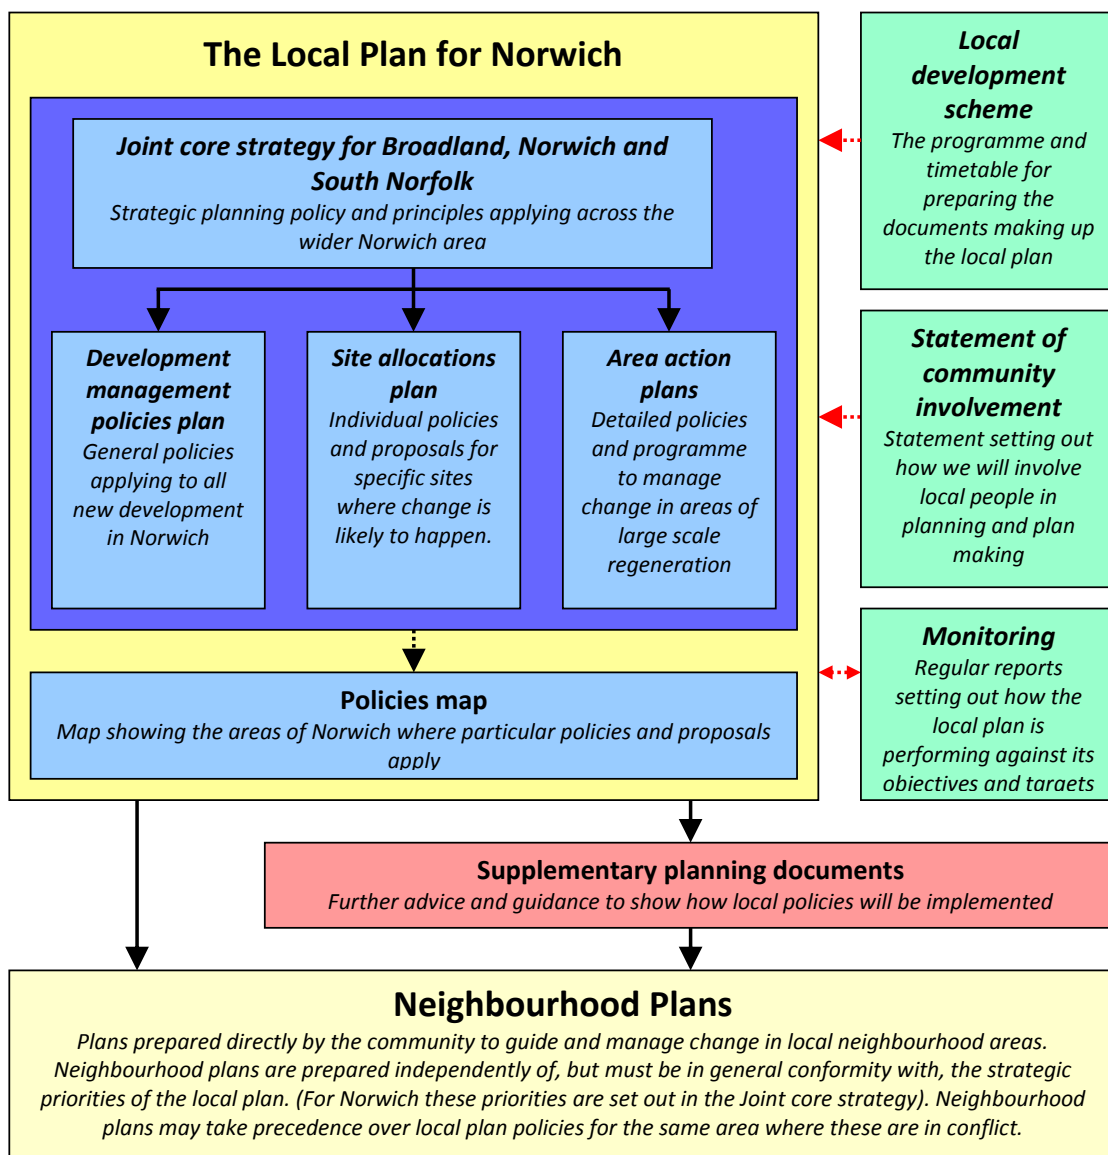 The Local Plan for Norwich
Joint core strategy for Broadland, Norwich and
South Norfolk
Strategic planning policy and principles applying across the
wider Norwich area
Development
management
policies plan
General policies
applying to all
new development
in Norwich
Site allocations
plan
Individual policies
and proposals for
specific sites
where change is
likely to happen.
Area action
plans
Detailed policies
and programme
to manage
change in areas of
large scale
regeneration
Policies map
Map showing the areas of Norwich where particular policies and proposals
apply
Local
development
scheme
The programme and
timetable for
preparing the
documents making up
the local plan
Statement of
community
involvement
Statement setting out
how we will involve
local people in
planning and plan
making
Monitoring
Regular reports
setting out how the
local plan is
performing against its
objectives and targets
Supplementary planning documents
Further advice and guidance to show how local policies will be implemented
Neighbourhood Plans
Plans prepared directly by the community to guide and manage change in local neighbourhood areas.
Neighbourhood plans are prepared independently of, but must be in general conformity with, the strategic
priorities of the local plan. (For Norwich these priorities are set out in the Joint core strategy). Neighbourhood
plans may take precedence over local plan policies for the same area where these are in conflict.